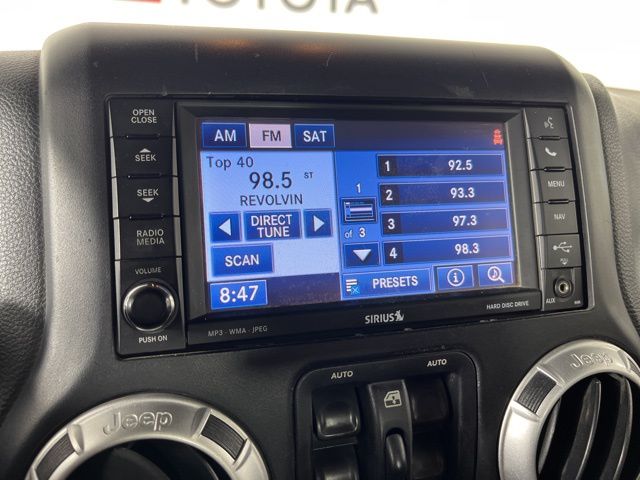 TOYOTA
OPEN
CLOSE
SEEK
SEEK
RADIO
MEDIA
VOLUME
PUSH ON
AM FM SAT
Top 40
98.5 ST
REVOLVIN
DIRECT
TUNE
SCAN
8:47
1
of 3
1 92.5
2 93.3
3 97.3
4 98.3
PRESETS
MENU
NAV
AUX
MP3 - WMA - JPEG
SIRIUS
HARD DISC DRIVE
AUTO
AUTO
Jeep
Jeep